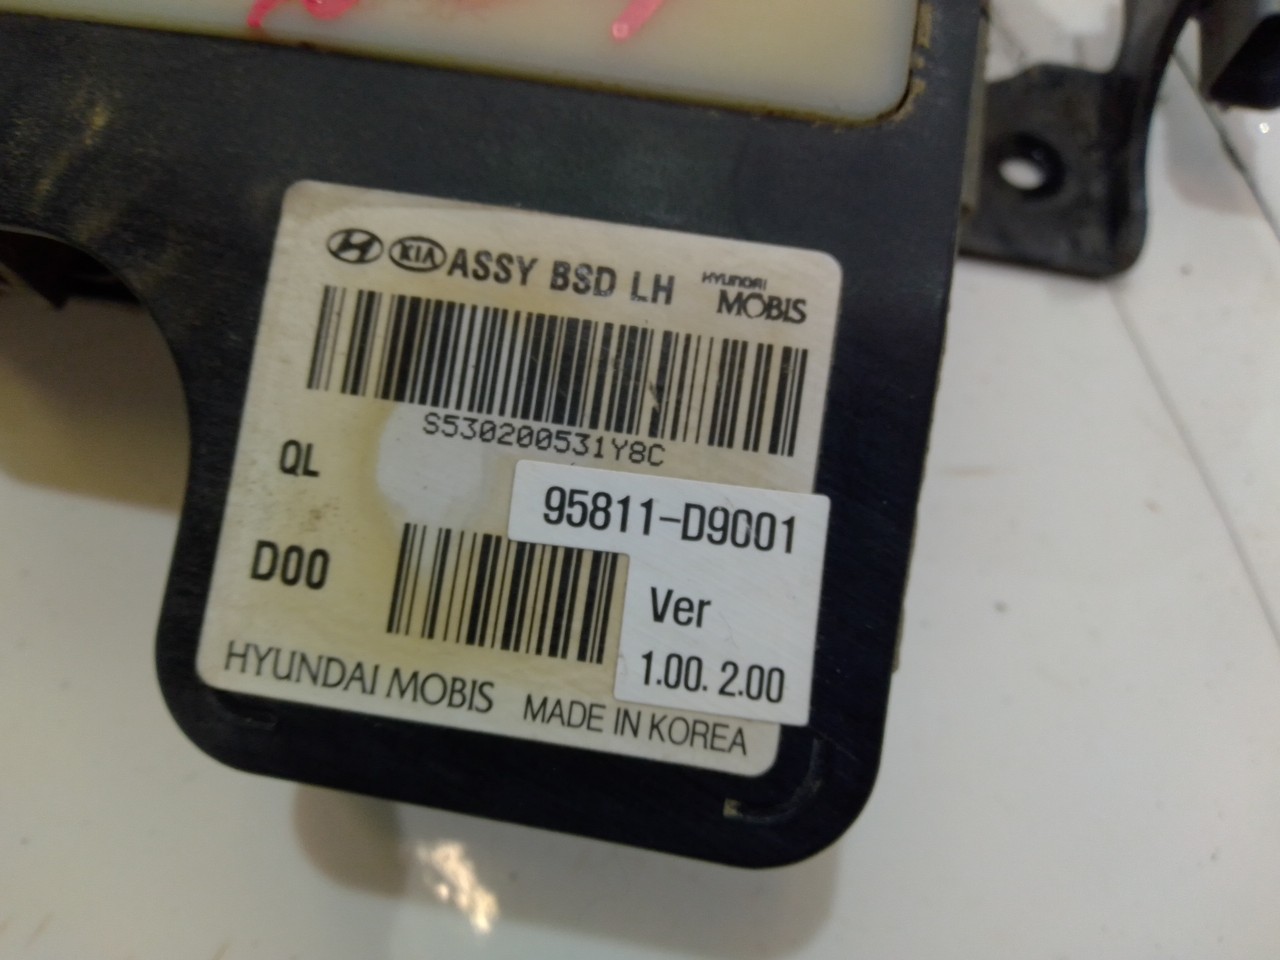 KIA ASSY BSD LH HYUNDAI MOBIS
S530200531Y8C
QL
95811-D9001
D00
Ver
1.00. 2.00
HYUNDAI MOBIS MADE IN KOREA